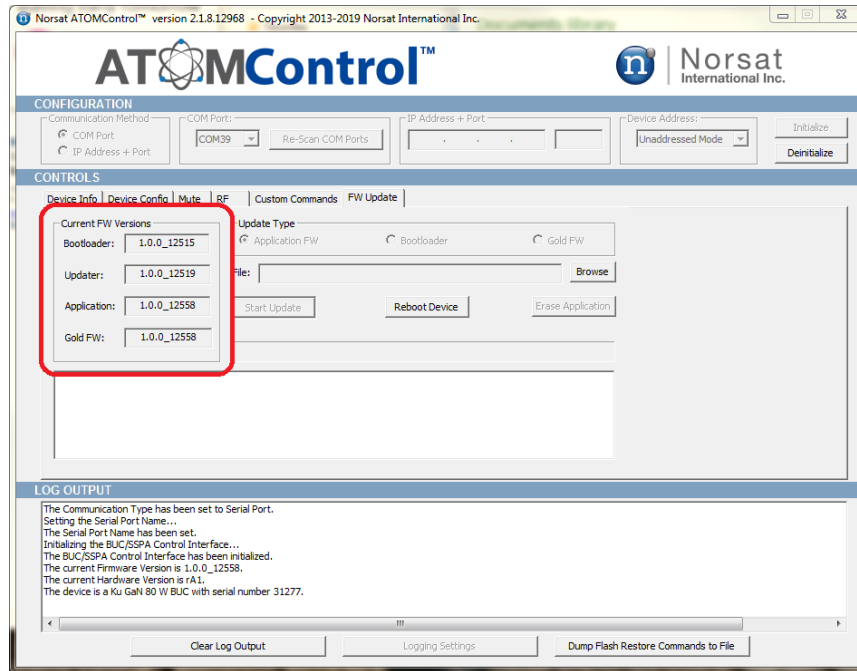 Norsat ATOMControl™ version 2.1.8.12968 - Copyright 2013-2019 Norsat International Inc.
ATOMControl™
n Norsat
International Inc.
CONFIGURATION
Communication Method
COM Port
IP Address + Port
COM Port:
COM39
Re-Scan COM Ports
IP Address + Port
. . .
Device Address:
Unaddressed Mode
Initialize
Deinitialize
CONTROLS
Device Info Device Config Mute RF Custom Commands FW Update
Current FW Versions
Bootloader: 1.0.0_12515
Updater: 1.0.0_12519
Application: 1.0.0_12558
Gold FW: 1.0.0_12558
Update Type
Application FW Bootloader Gold FW
File: Browse
Start Update Reboot Device Erase Application
LOG OUTPUT
The Communication Type has been set to Serial Port.
Setting the Serial Port Name...
The Serial Port Name has been set.
Initializing the BUC/SSPA Control Interface...
The BUC/SSPA Control Interface has been initialized.
The current Firmware Version is 1.0.0_12558.
The current Hardware Version is rA1.
The device is a Ku GaN 80 W BUC with serial number 31277.
Clear Log Output Logging Settings Dump Flash Restore Commands to File